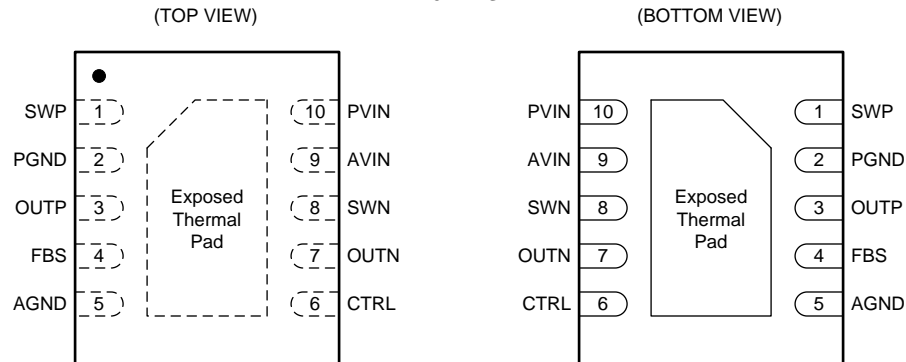 (TOP VIEW)
SWP 1
PGND 2
OUTP 3
FBS 4
AGND 5
Exposed
Thermal
Pad
10 PVIN
9 AVIN
8 SWN
7 OUTN
6 CTRL
(BOTTOM VIEW)
PVIN 10
AVIN 9
SWN 8
OUTN 7
CTRL 6
Exposed
Thermal
Pad
1 SWP
2 PGND
3 OUTP
4 FBS
5 AGND